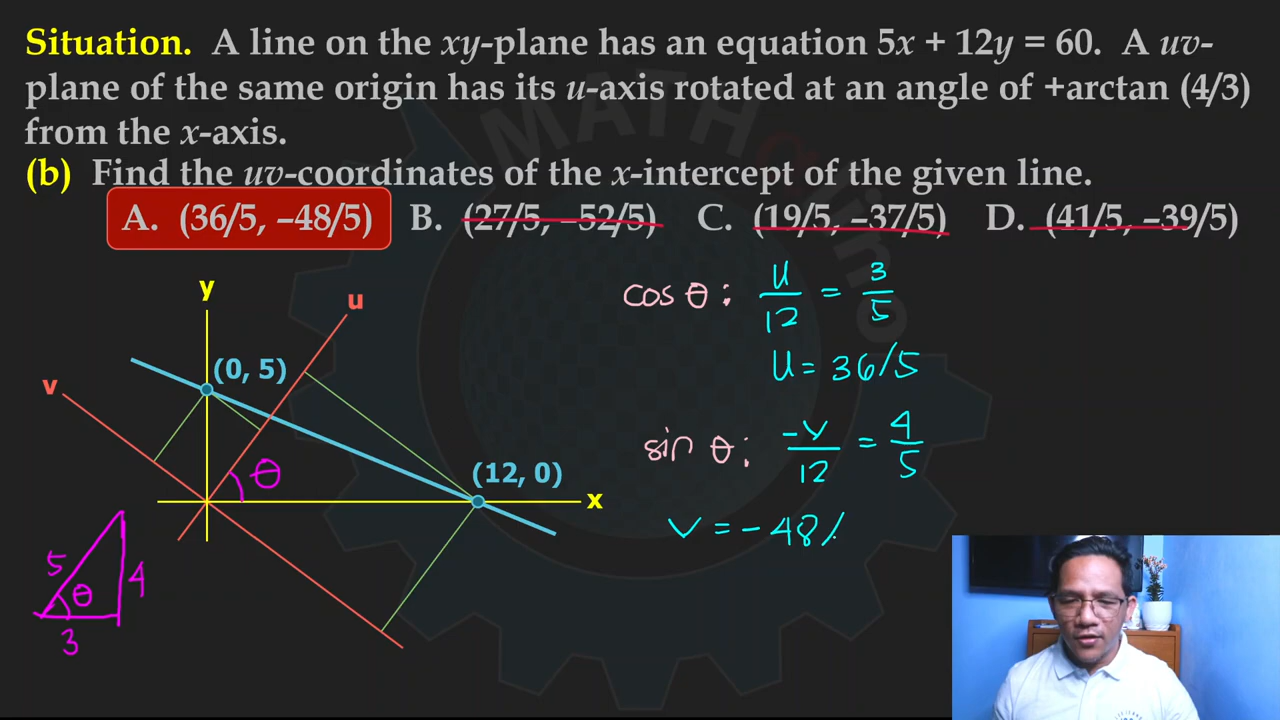 Situation. A line on the xy-plane has an equation 5x + 12y = 60. A uv-
plane of the same origin has its u-axis rotated at an angle of +arctan (4/3)
from the x-axis.
(b) Find the uv-coordinates of the x-intercept of the given line.
A. (36/5, –48/5) B. (27/5, –52/5) C. (19/5, –37/5) D. (41/5, –39/5)
MATHalino
y
u
v
(0, 5)
θ
(12, 0)
x
5
θ
4
3
cos θ : u/12 = 3/5
u = 36/5
sin θ : -v/12 = 4/5
v = -48/